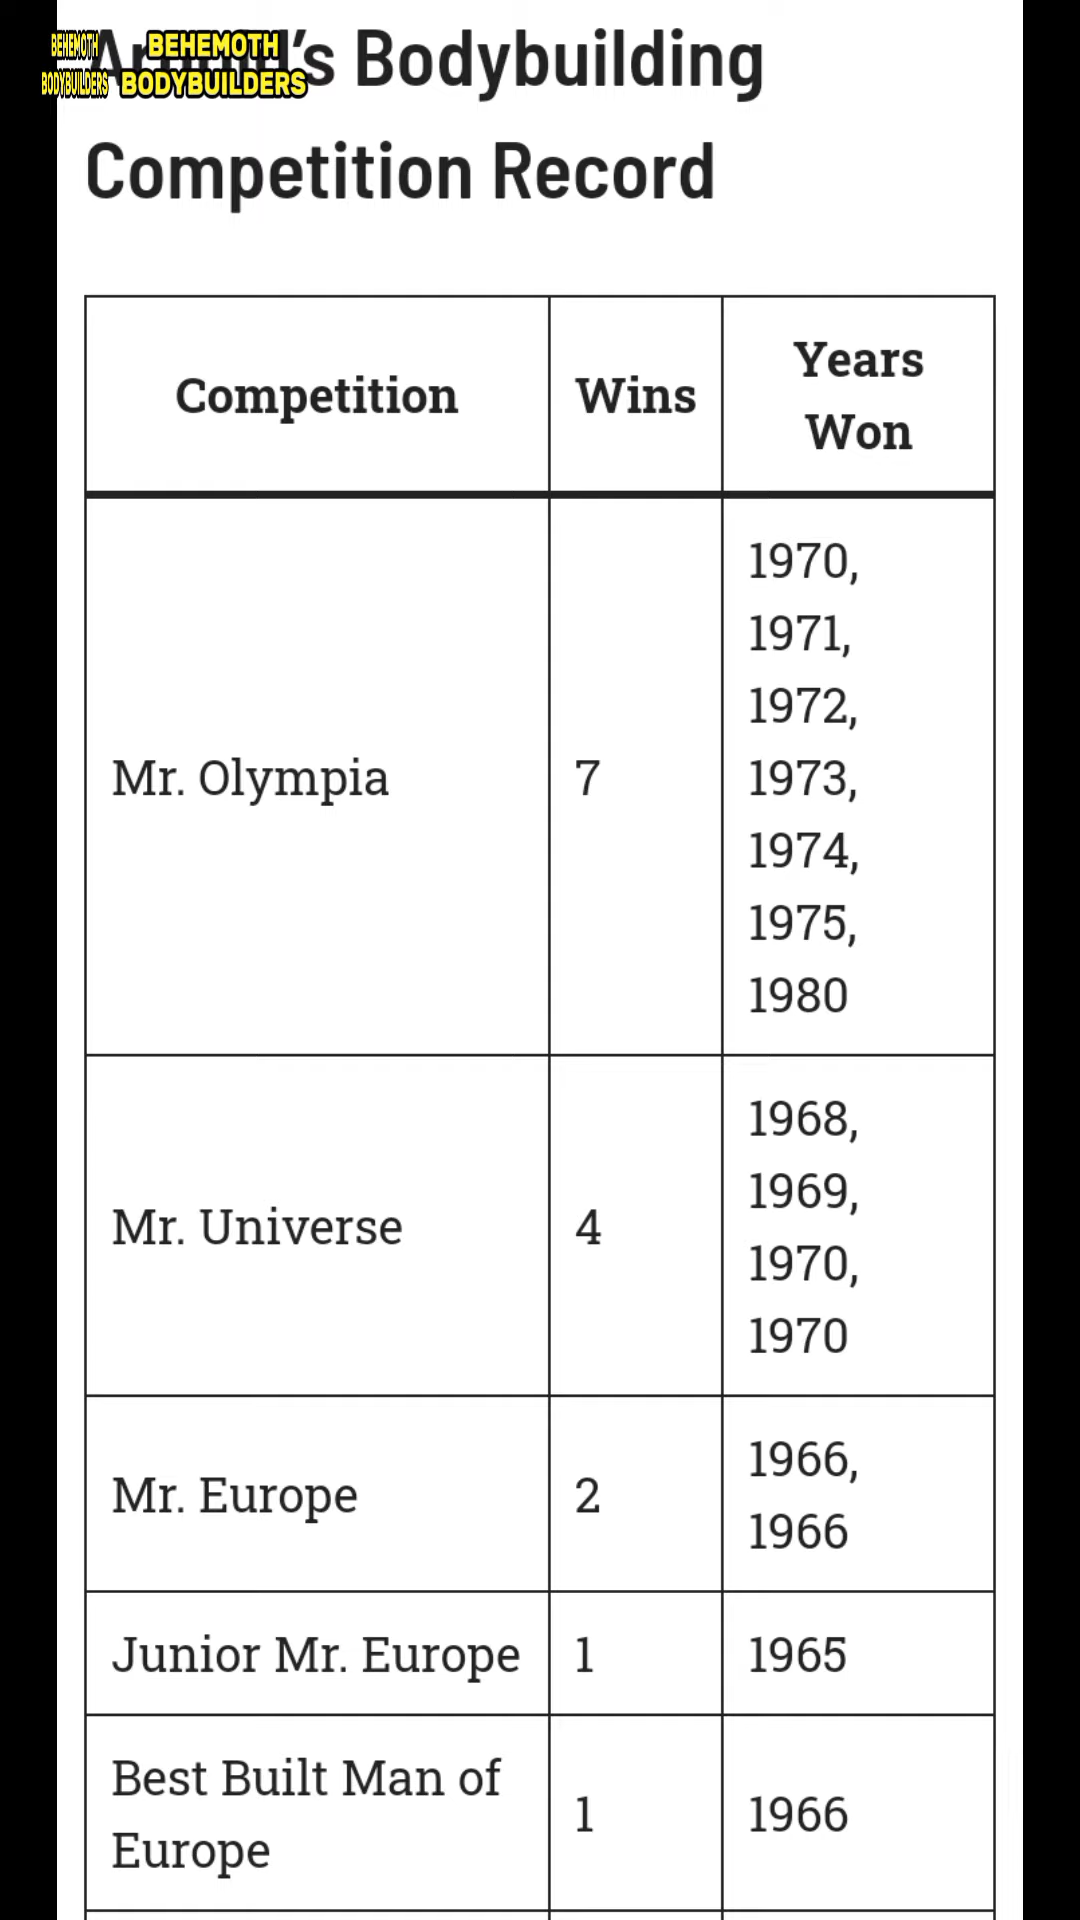 BEHEMOTH
BODYBUILDERS
BEHEMOTH
BODYBUILDERS
Bodybuilding
Competition Record
Competition
Wins
Years
Won
Mr. Olympia
7
1970,
1971,
1972,
1973,
1974,
1975,
1980
Mr. Universe
4
1968,
1969,
1970,
1970
Mr. Europe
2
1966,
1966
Junior Mr. Europe
1
1965
Best Built Man of
Europe
1
1966